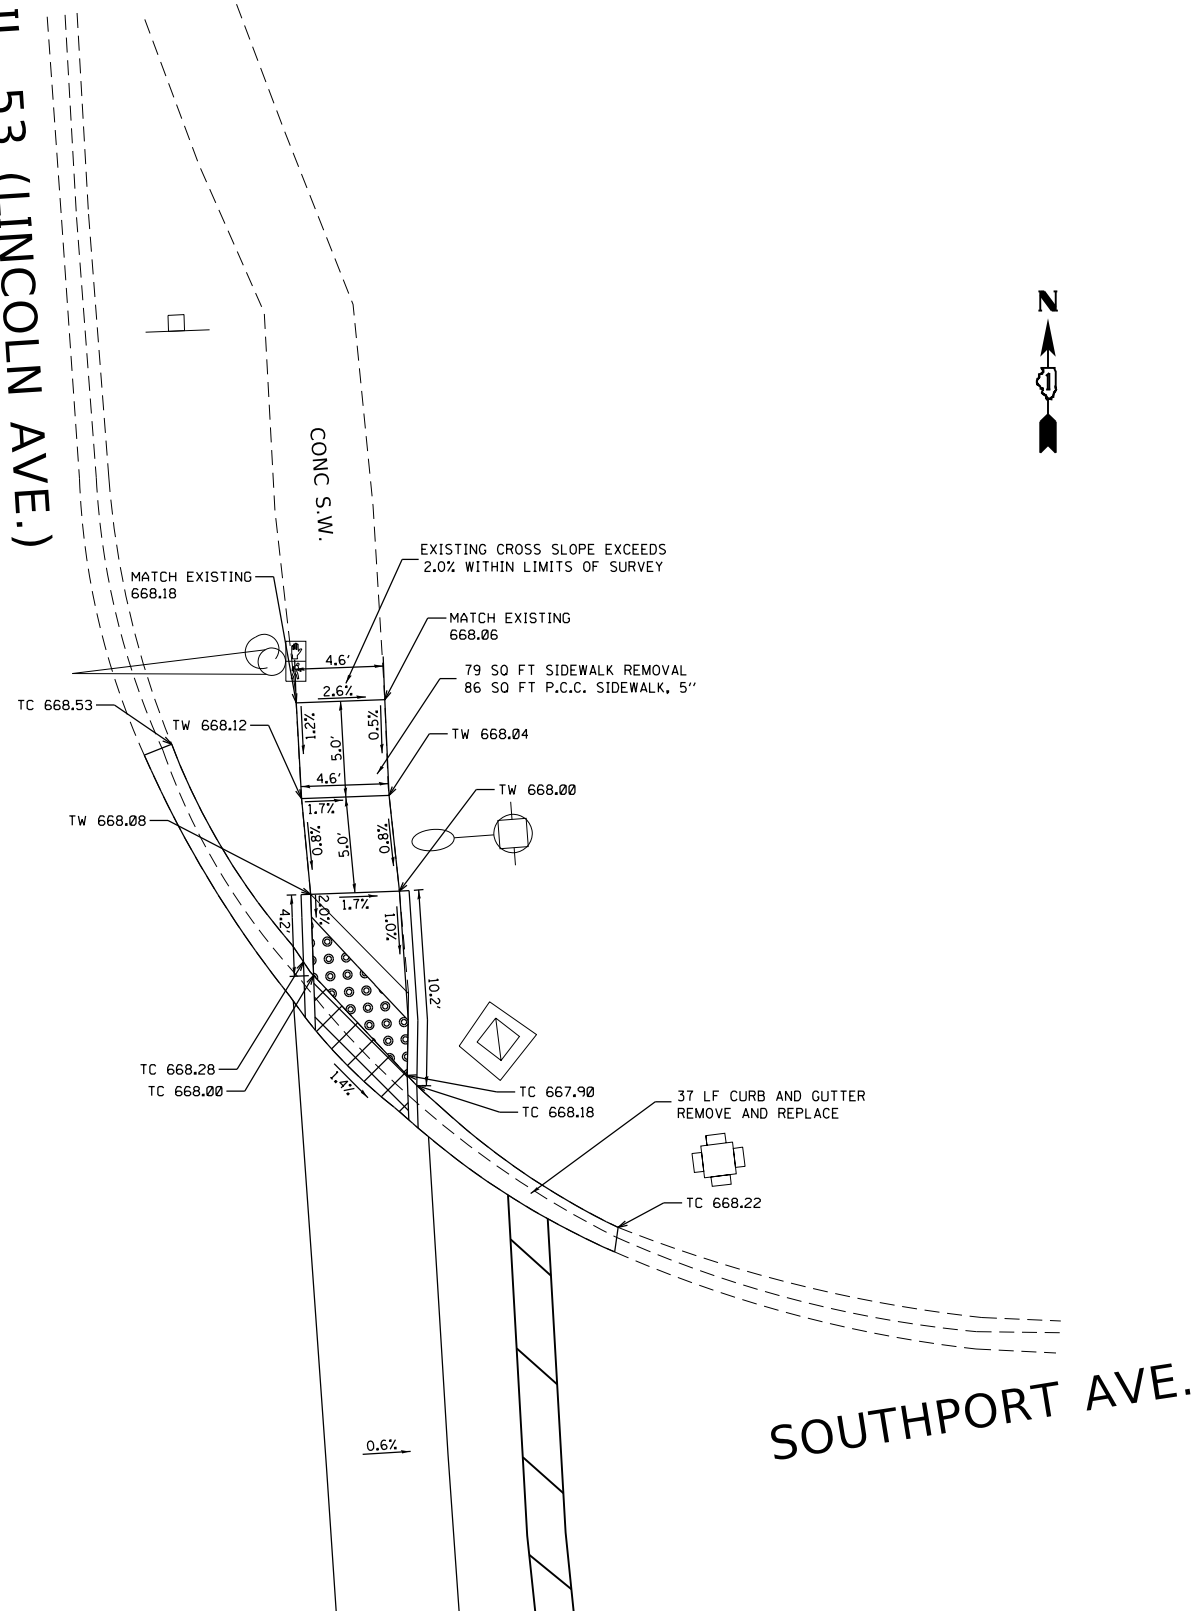 53 (LINCOLN AVE.)
N
1
CONC S.W.
EXISTING CROSS SLOPE EXCEEDS
2.0% WITHIN LIMITS OF SURVEY
MATCH EXISTING
668.18
MATCH EXISTING
668.06
4.6'
79 SQ FT SIDEWALK REMOVAL
86 SQ FT P.C.C. SIDEWALK, 5"
2.6%
TC 668.53
TW 668.12
1.2%
5.0'
0.5%
TW 668.04
4.6'
TW 668.00
1.7%
TW 668.08
0.8%
5.0'
0.8%
1.7%
2.0%
4.2'
1.0%
10.2'
TC 668.28
TC 668.00
1.4%
TC 667.90
TC 668.18
37 LF CURB AND GUTTER
REMOVE AND REPLACE
TC 668.22
SOUTHPORT AVE.
0.6%